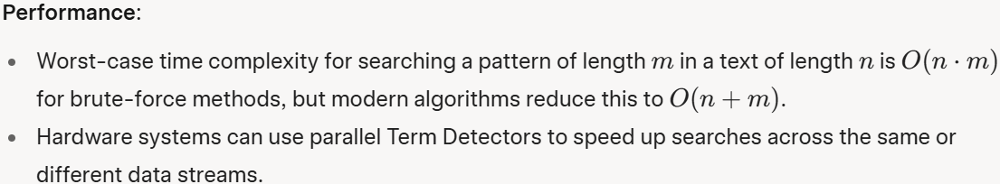 Performance:
• Worst-case time complexity for searching a pattern of length m in a text of length n is O(n · m)
for brute-force methods, but modern algorithms reduce this to O(n + m).
• Hardware systems can use parallel Term Detectors to speed up searches across the same or
different data streams.